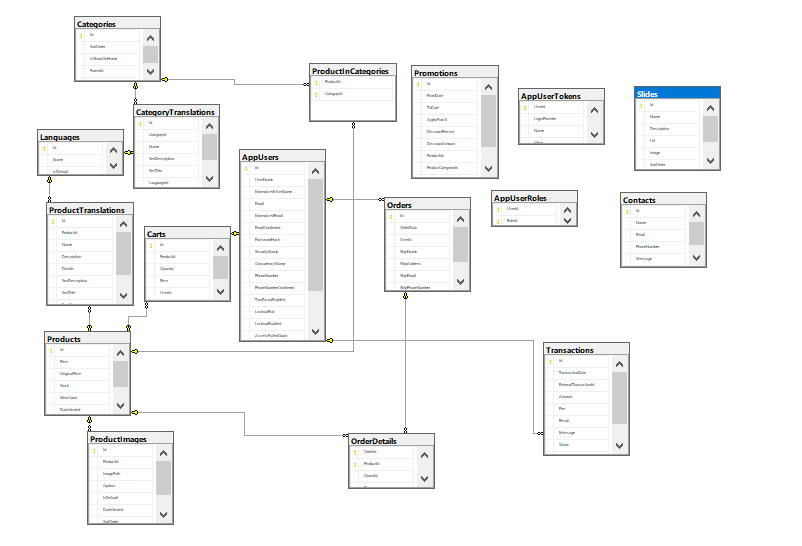 Categories
Id
SortOrder
IsShowOnHome
ParentId
ProductInCategories
ProductId
CategoryId
Promotions
Id
FromDate
ToDate
ApplyForAll
DiscountPercent
DiscountAmount
ProductIds
ProductCategoryIds
AppUserTokens
UserId
LoginProvider
Name
Value
Slides
Id
Name
Description
Url
Image
SortOrder
CategoryTranslations
Id
CategoryId
Name
SeoDescription
SeoTitle
LanguageId
Languages
Id
Name
IsDefault
AppUsers
Id
UserName
NormalizedUserName
Email
NormalizedEmail
EmailConfirmed
PasswordHash
SecurityStamp
ConcurrencyStamp
PhoneNumber
PhoneNumberConfirmed
TwoFactorEnabled
LockoutEnd
LockoutEnabled
AccessFailedCount
Orders
Id
OrderDate
UserId
ShipName
ShipAddress
ShipEmail
ShipPhoneNumber
AppUserRoles
UserId
RoleId
Contacts
Id
Name
Email
PhoneNumber
Message
ProductTranslations
Id
ProductId
Name
Description
Details
SeoDescription
SeoTitle
Carts
Id
ProductId
Quantity
Price
UserId
Products
Id
Price
OriginalPrice
Stock
ViewCount
DateCreated
Transactions
Id
TransactionDate
ExternalTransactionId
Amount
Fee
Result
Message
Status
ProductImages
Id
ProductId
ImagePath
Caption
IsDefault
DateCreated
SortOrder
OrderDetails
OrderId
ProductId
Quantity